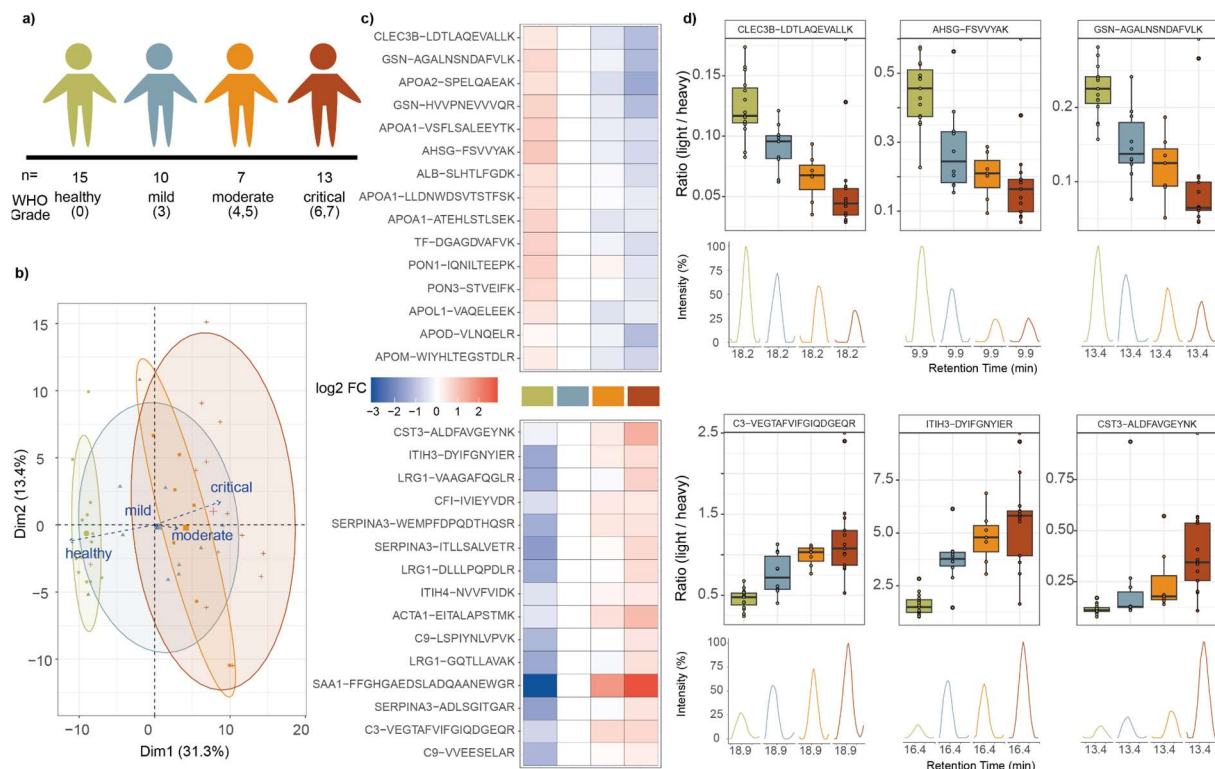 a)
n= 15 10 7 13
WHO Grade healthy (0) mild (3) moderate (4,5) critical (6,7)
b)
Dim2 (13.4%)
15
10
5
0
−5
−10
critical
mild
moderate
healthy
−10 0 10 20
Dim1 (31.3%)
c)
CLEC3B−LDTLAQEVALLK
GSN−AGALNSNDAFVLK
APOA2−SPELQAEAK
GSN−HVVPNEVVVQR
APOA1−VSFLSALEEYTK
AHSG−FSVVYAK
ALB−SLHTLFGDK
APOA1−LLDNWDSVTSTFSK
APOA1−ATEHLSTLSEK
TF−DGAGDVAFVK
PON1−IQNILTEEPK
PON3−STVEIFK
APOL1−VAQELEEK
APOD−VLNQELR
APOM−WIYHLTEGSTDLR
log2 FC
−3 −2 −1 0 1 2
CST3−ALDFAVGEYNK
ITIH3−DYIFGNYIER
LRG1−VAAGAFQGLR
CFI−IVIEYVDR
SERPINA3−WEMPFDPQDTHQSR
SERPINA3−ITLLSALVETR
LRG1−DLLLPQPDLR
ITIH4−NVVFVIDK
ACTA1−EITALAPSTMK
C9−LSPIYNLVPVK
LRG1−GQTLLAVAK
SAA1−FFGHGAEDSLADQAANEWGR
SERPINA3−ADLSGITGAR
C3−VEGTAFVIFGIQDGEQR
C9−VVEESELAR
d)
CLEC3B−LDTLAQEVALLK AHSG−FSVVYAK GSN−AGALNSNDAFVLK
Ratio (light / heavy)
0.15
0.10
0.05
0.5
0.3
0.1
0.2
0.1
Intensity (%)
100
75
50
25
0
18.2 18.2 18.2 18.2 9.9 9.9 9.9 9.9 13.4 13.4 13.4 13.4
Retention Time (min)
C3−VEGTAFVIFGIQDGEQR ITIH3−DYIFGNYIER CST3−ALDFAVGEYNK
Ratio (light / heavy)
2.5
1.5
1.0
0.5
7.5
5.0
2.5
0.75
0.50
0.25
Intensity (%)
100
75
50
25
0
18.9 18.9 18.9 18.9 16.4 16.4 16.4 16.4 13.4 13.4 13.4 13.4
Retention Time (min)